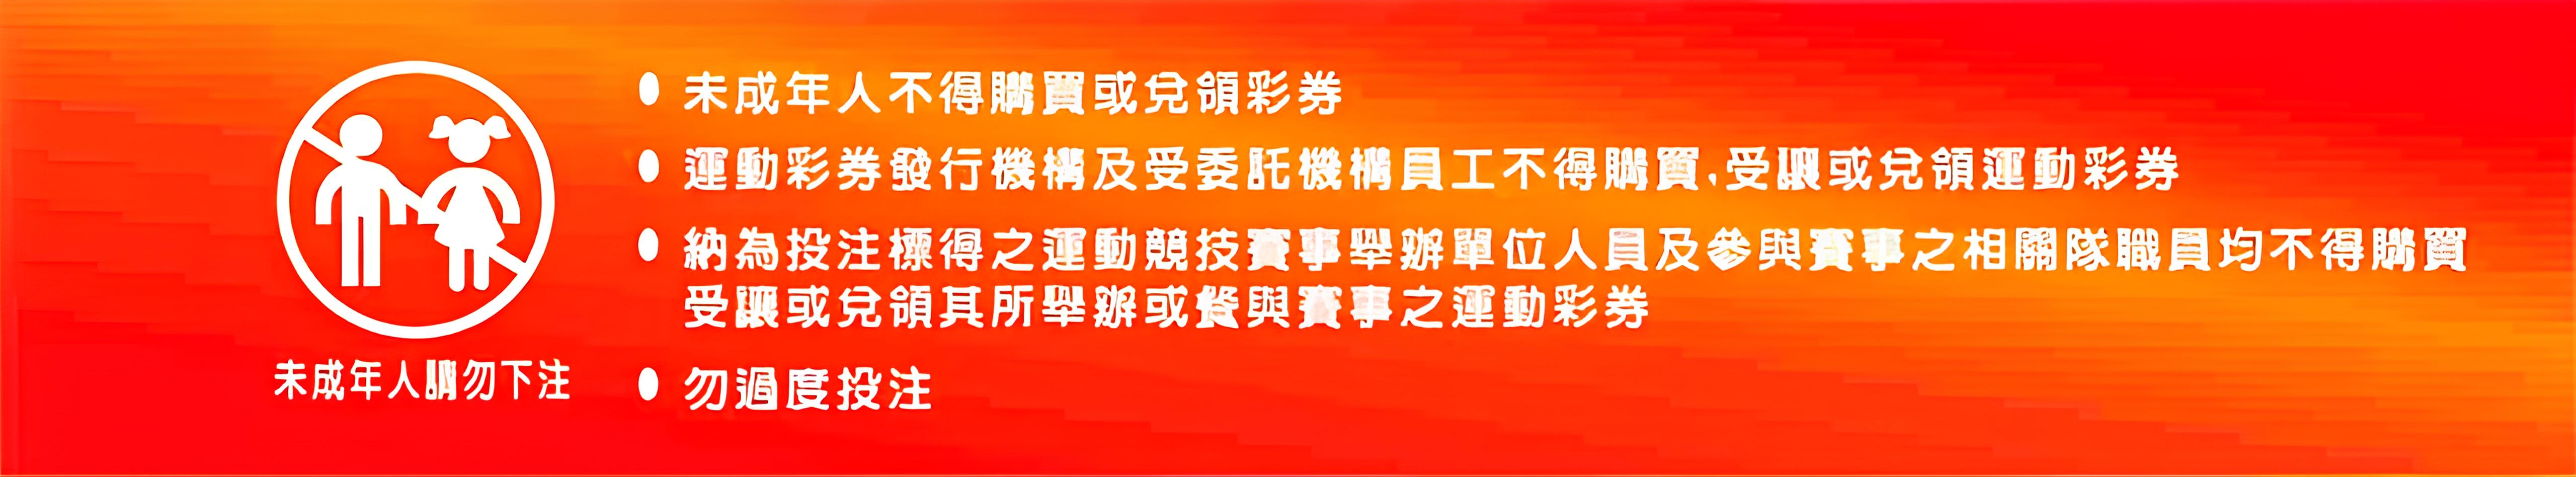 未成年人請勿下注
● 未成年人不得購買或兌領彩券
● 運動彩券發行機構及受委託機構員工不得購買,受讓或兌領運動彩券
● 納為投注標得之運動競技賽事舉辦單位人員及參與賽事之相關隊職員均不得購買
受讓或兌領其所舉辦或參與賽事之運動彩券
● 勿過度投注